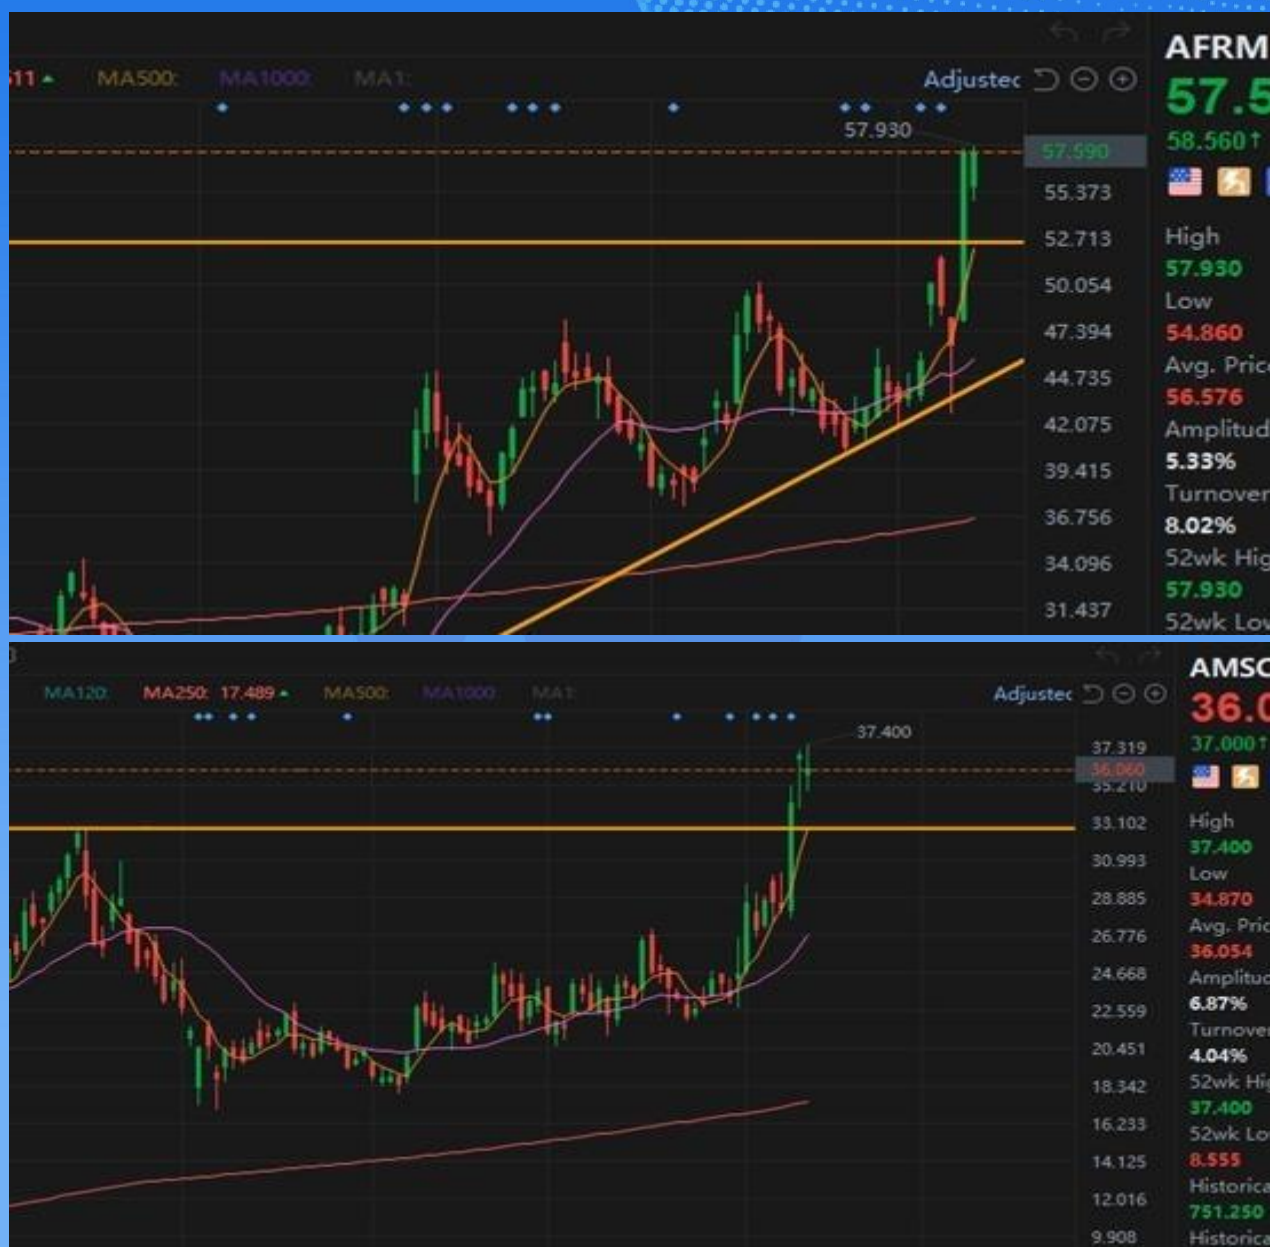 511
MA500:
MA1000:
MA1:
Adjusted
57.930
57.590
55.373
52.713
50.054
47.394
44.735
42.075
39.415
36.756
34.096
31.437
AFRM
57.5
58.560↑
High
57.930
Low
54.860
Avg. Price
56.576
Amplitud
5.33%
Turnover
8.02%
52wk Hig
57.930
52wk Low
MA120:
MA250: 17.489
MA500:
MA1000:
MA1:
Adjusted
37.400
37.319
36.060
35.210
33.102
30.993
28.885
26.776
24.668
22.559
20.451
18.342
16.233
14.125
12.016
9.908
AMSC
36.0
37.000↑
High
37.400
Low
34.870
Avg. Pric
36.054
Amplitud
6.87%
Turnover
4.04%
52wk Hig
37.400
52wk Lo
8.555
Historica
751.250
Historica